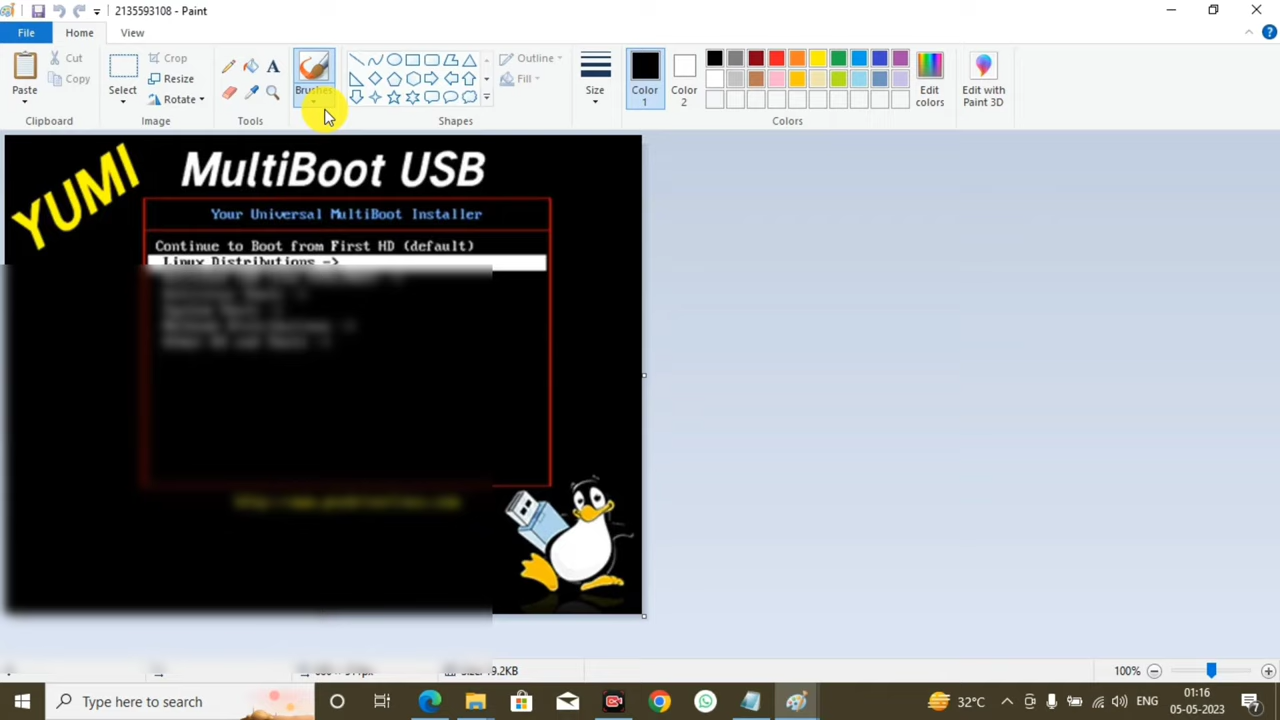 2135593108 - Paint
File
Home
View
Paste
Cut
Copy
Clipboard
Select
Crop
Resize
Rotate
Image
A
Tools
Brushes
Outline
Fill
Shapes
Size
Color
1
Color
2
Edit
colors
Edit with
Paint 3D
Colors
YUMI
MultiBoot USB
Your Universal MultiBoot Installer
Continue to Boot from First HD (default)
Linux Distributions ->
100%
Type here to search
32°C
ENG
01:16
05-05-2023
7